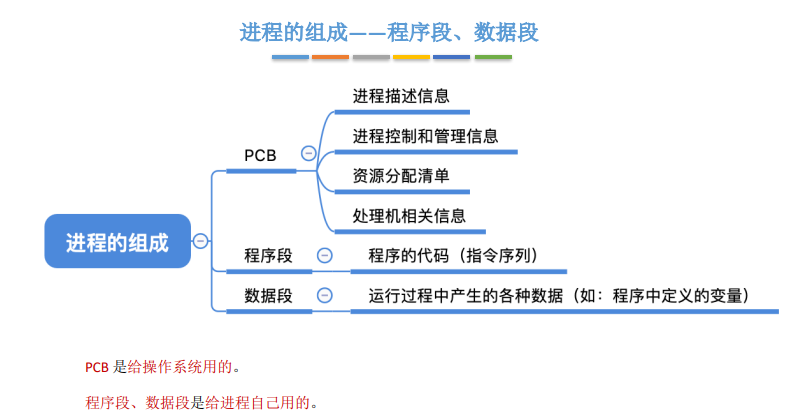 进程的组成——程序段、数据段
进程描述信息
进程控制和管理信息
PCB
资源分配清单
处理机相关信息
进程的组成
程序段
程序的代码（指令序列）
数据段
运行过程中产生的各种数据（如：程序中定义的变量）
PCB 是给操作系统用的。
程序段、数据段是给进程自己用的。